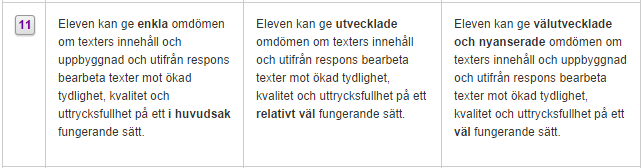 11
Eleven kan ge enkla omdömen
om texters innehåll och
uppbyggnad och utifrån respons
bearbeta texter mot ökad
tydlighet, kvalitet och
uttrycksfullhet på ett i huvudsak
fungerande sätt.
Eleven kan ge utvecklade
omdömen om texters innehåll
och utifrån respons bearbeta
texter mot ökad tydlighet,
kvalitet och uttrycksfullhet på ett
relativt väl fungerande sätt.
Eleven kan ge välutvecklade
och nyanserade omdömen om
texters innehåll och uppbyggnad
och utifrån respons bearbeta
texter mot ökad tydlighet,
kvalitet och uttrycksfullhet på ett
väl fungerande sätt.